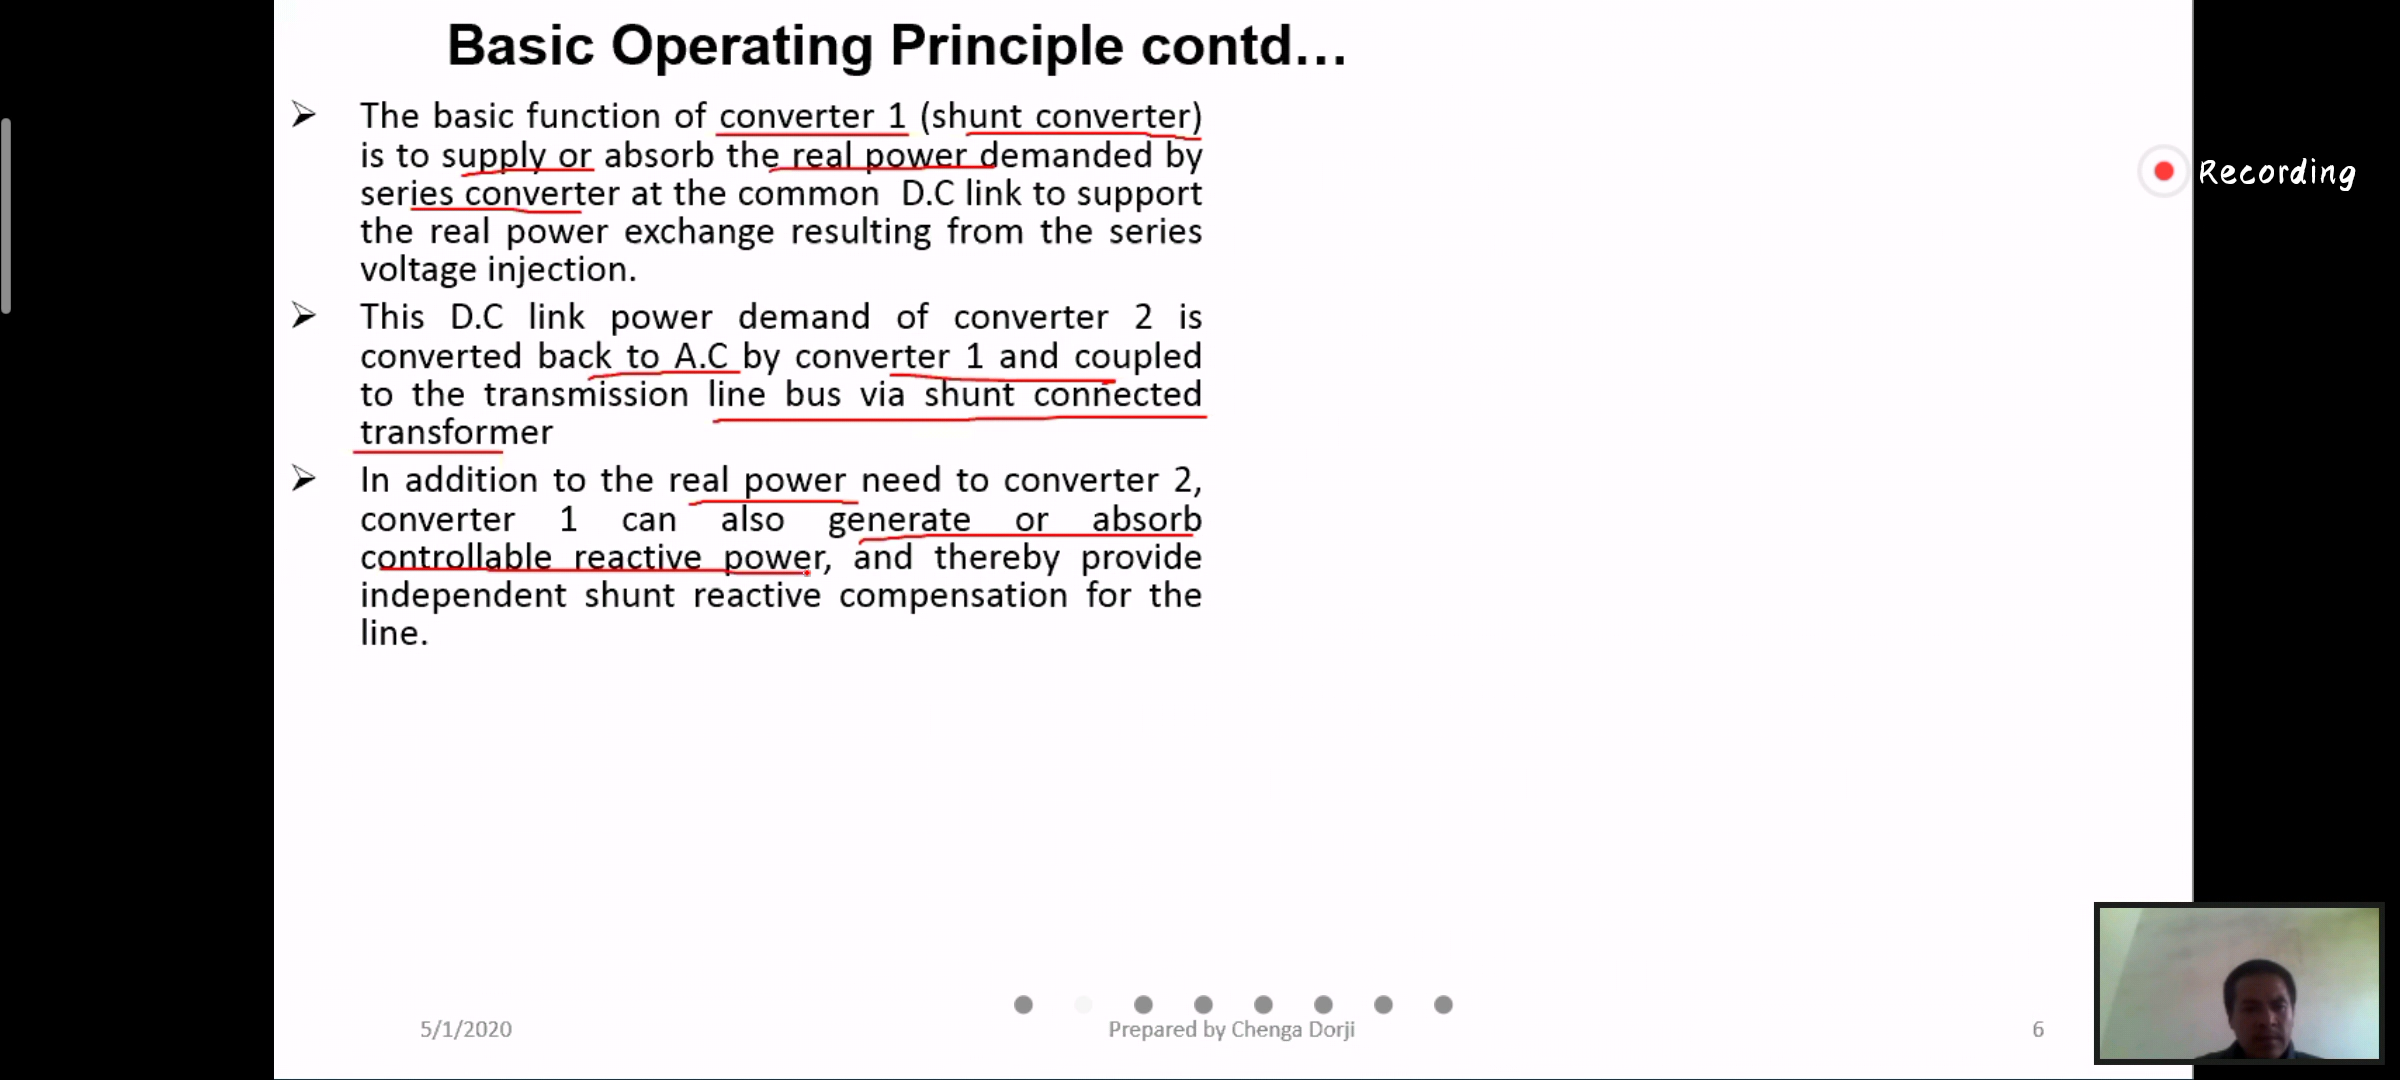 Basic Operating Principle contd...
➢ The basic function of converter 1 (shunt converter)
is to supply or absorb the real power demanded by
series converter at the common D.C link to support
the real power exchange resulting from the series
voltage injection.
➢ This D.C link power demand of converter 2 is
converted back to A.C by converter 1 and coupled
to the transmission line bus via shunt connected
transformer
➢ In addition to the real power need to converter 2,
converter 1 can also generate or absorb
controllable reactive power, and thereby provide
independent shunt reactive compensation for the
line.
Recording
5/1/2020
Prepared by Chenga Dorji
6